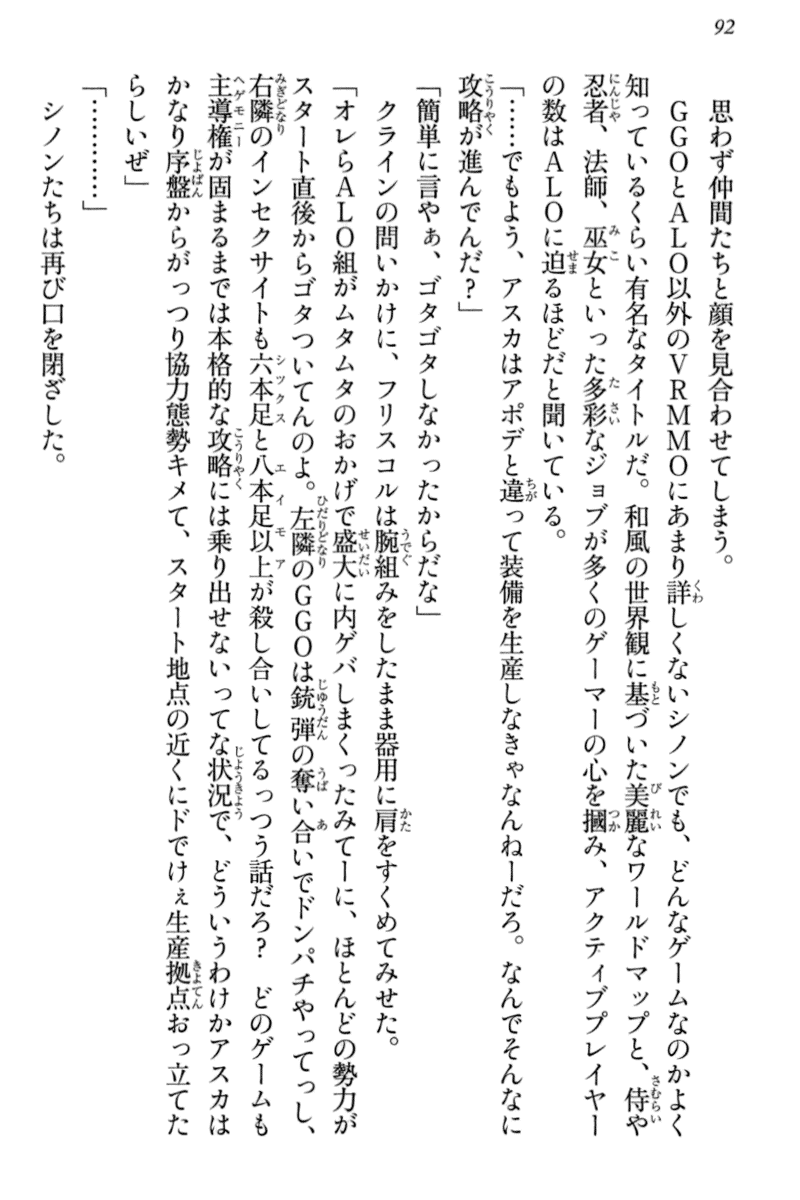 92
思わず仲間たちと顔を見合わせてしまう。
GGOとALO以外のVRMMOにあまり詳しくないシノンでも、どんなゲームなのかよく
知っているくらい有名なタイトルだ。和風の世界観に基づいた美麗なワールドマップと、侍や
忍者、法師、巫女といった多彩なジョブが多くのゲーマーの心を摑み、アクティブプレイヤー
の数はALOに迫るほどだと聞いている。
「……でもよう、アスカはアポデと違って装備を生産しなきゃなんねーだろ。なんでそんなに
攻略が進んでんだ？」
「簡単に言やぁ、ゴタゴタしなかったからだな」
クラインの問いかけに、フリスコルは腕組みをしたまま器用に肩をすくめてみせた。
「オレらALO組がムタムタのおかげで盛大に内ゲバしまくったみてーに、ほとんどの勢力が
スタート直後からゴタついてんのよ。左隣のGGOは銃弾の奪い合いでドンパチやってっし、
右隣のインセクサイトも六本足と八本足以上が殺し合いしてるっつう話だろ？　どのゲームも
主導権が固まるまでは本格的な攻略には乗り出せないってな状況で、どういうわけかアスカは
かなり序盤からがっつり協力態勢キメて、スタート地点の近くにドでけぇ生産拠点おっ立てた
らしいぜ」
「…………」
シノンたちは再び口を閉ざした。